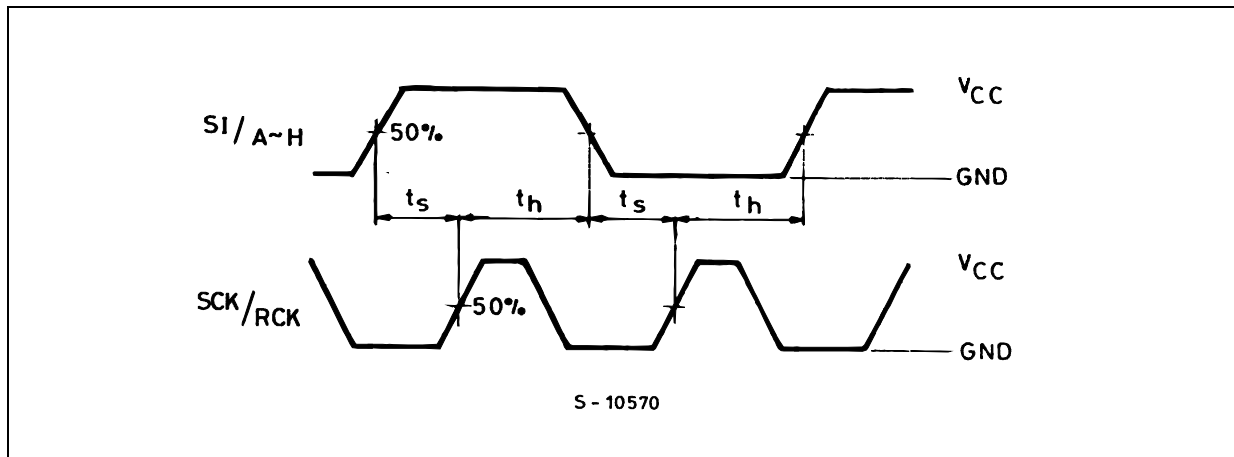 SI/A~H
50%
VCC
GND
ts th ts th
SCK/RCK
50%
VCC
GND
S - 10570